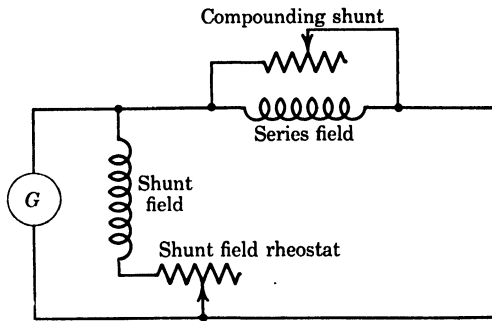 Compounding shunt
Series field
Shunt
field
G
Shunt field rheostat